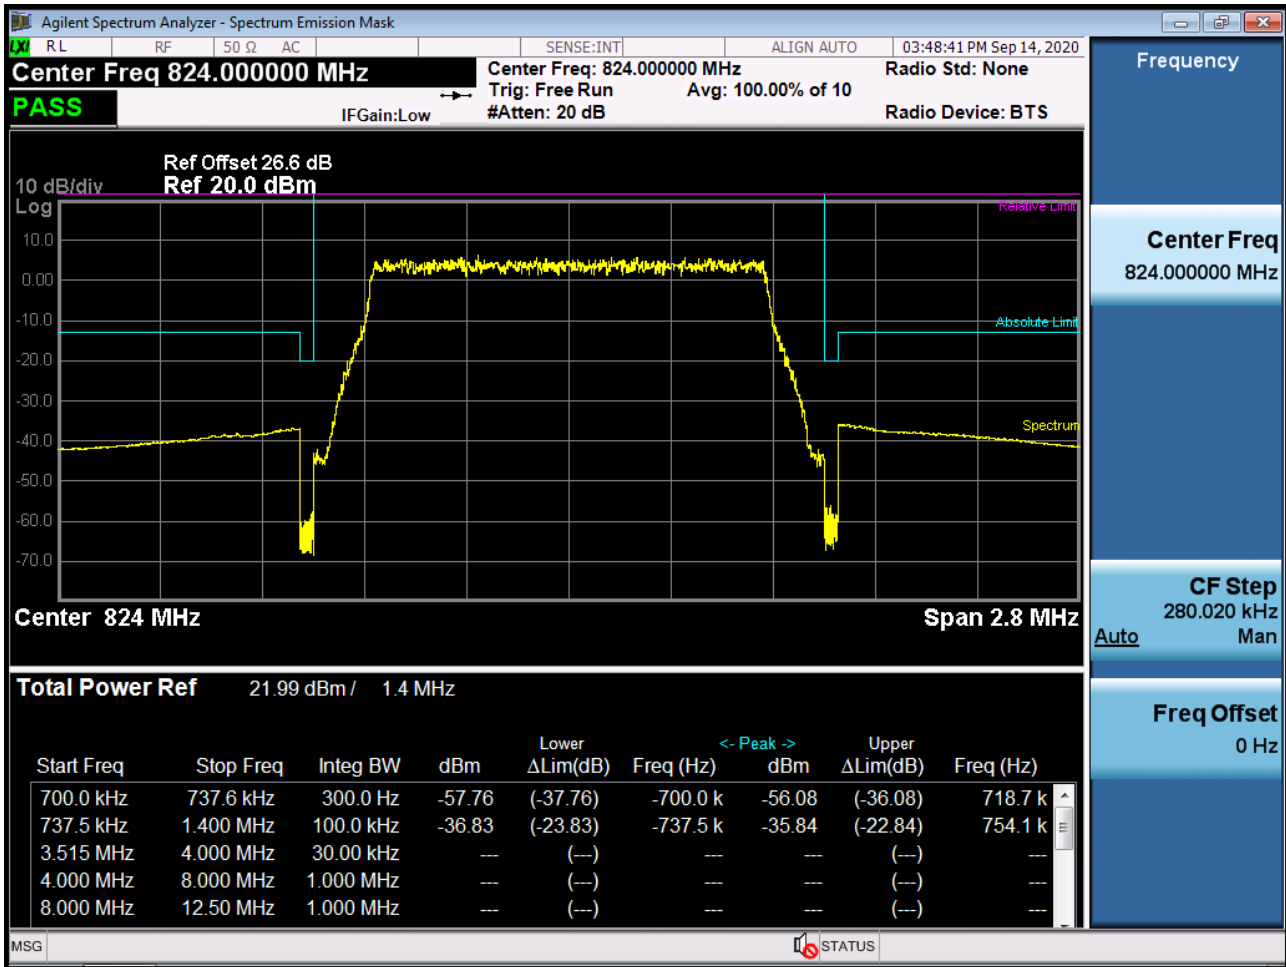 Agilent Spectrum Analyzer - Spectrum Emission Mask
LXI RL RF 50 Ω AC SENSE:INT ALIGN AUTO 03:48:41 PM Sep 14, 2020
Center Freq 824.000000 MHz Center Freq: 824.000000 MHz Radio Std: None
Trig: Free Run Avg: 100.00% of 10
PASS IFGain:Low #Atten: 20 dB Radio Device: BTS
Ref Offset 26.6 dB
10 dB/div Ref 20.0 dBm
Log
Relative Limit
10.0
0.00
-10.0
Absolute Limit
-20.0
-30.0
Spectrum
-40.0
-50.0
-60.0
-70.0
Center 824 MHz Span 2.8 MHz
Total Power Ref 21.99 dBm / 1.4 MHz
Lower <- Peak -> Upper
Start Freq Stop Freq Integ BW dBm ΔLim(dB) Freq (Hz) dBm ΔLim(dB) Freq (Hz)
700.0 kHz 737.6 kHz 300.0 Hz -57.76 (-37.76) -700.0 k -56.08 (-36.08) 718.7 k
737.5 kHz 1.400 MHz 100.0 kHz -36.83 (-23.83) -737.5 k -35.84 (-22.84) 754.1 k
3.515 MHz 4.000 MHz 30.00 kHz --- (---) --- --- (---) ---
4.000 MHz 8.000 MHz 1.000 MHz --- (---) --- --- (---) ---
8.000 MHz 12.50 MHz 1.000 MHz --- (---) --- --- (---) ---
MSG STATUS
Frequency
Center Freq
824.000000 MHz
CF Step
280.020 kHz
Auto Man
Freq Offset
0 Hz